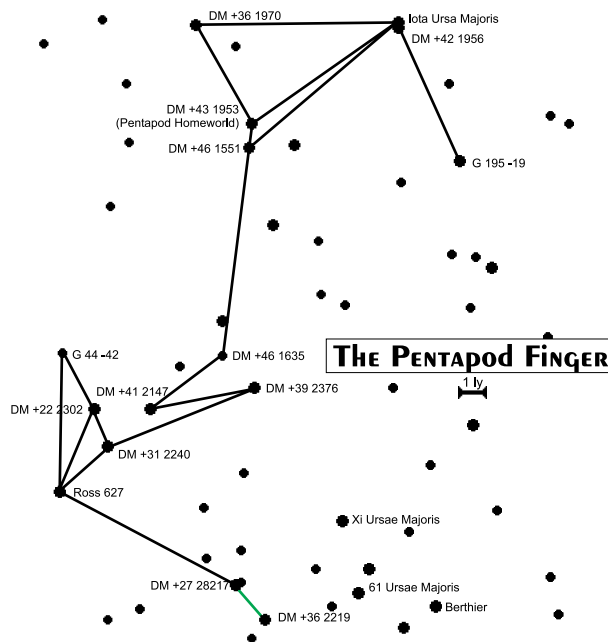 DM +36 1970
Iota Ursa Majoris
DM +42 1956
DM +43 1953
(Pentapod Homeworld)
DM +46 1551
G 195 -19
G 44 -42
DM +46 1635
The Pentapod Finger
1 ly
DM +41 2147
DM +39 2376
DM +22 2302
DM +31 2240
Ross 627
Xi Ursae Majoris
DM +27 28217
61 Ursae Majoris
Berthier
DM +36 2219